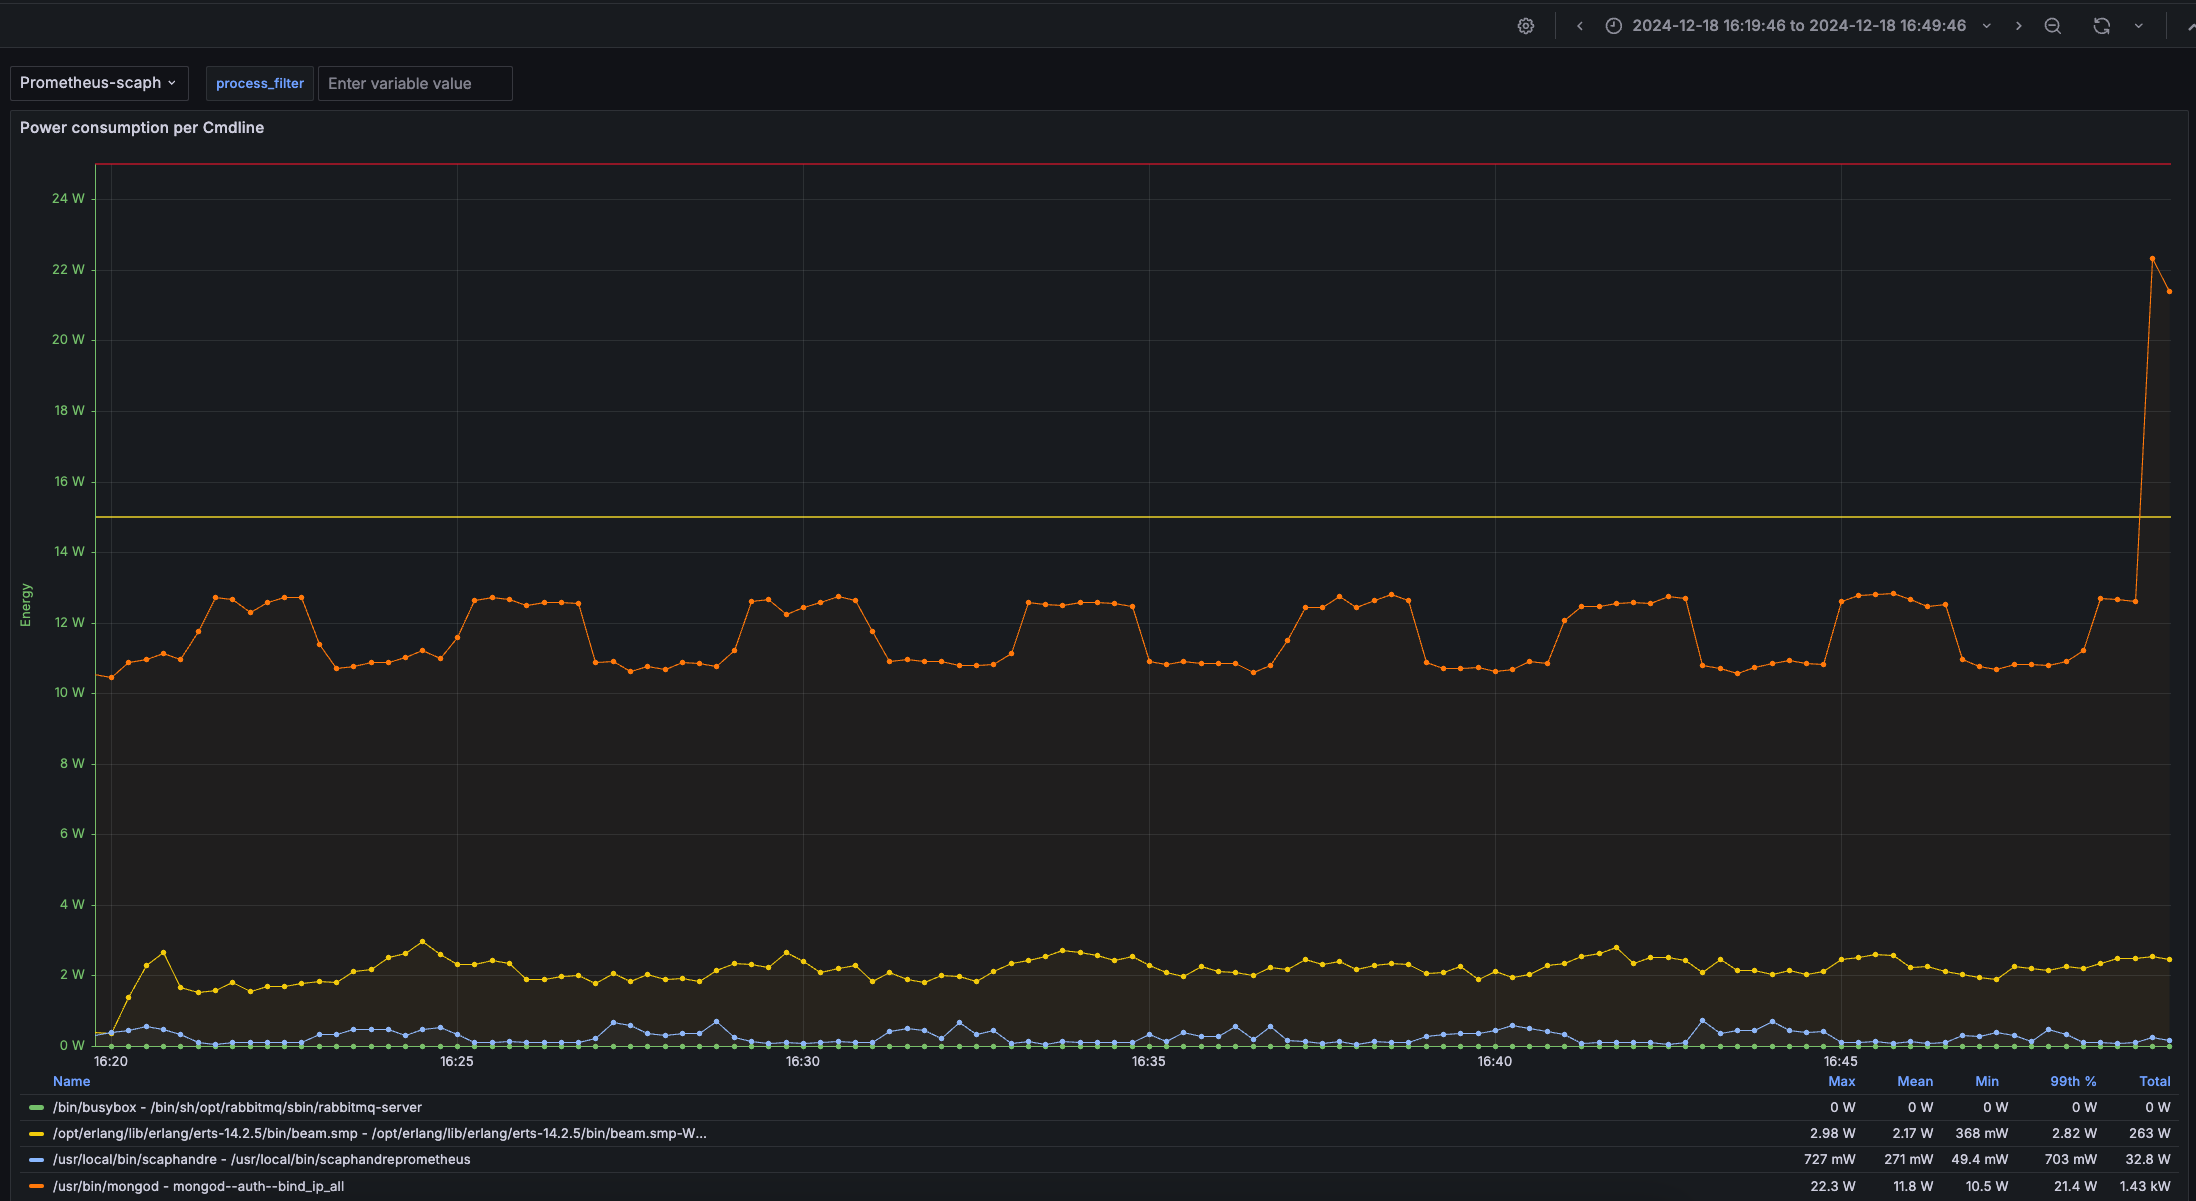 2024-12-18 16:19:46 to 2024-12-18 16:49:46
Prometheus-scaph process_filter Enter variable value
Power consumption per Cmdline
24 W
22 W
20 W
18 W
16 W
14 W
12 W
10 W
8 W
6 W
4 W
2 W
0 W
Energy
16:20 16:25 16:30 16:35 16:40 16:45
Name Max Mean Min 99th % Total
/bin/busybox - /bin/sh/opt/rabbitmq/sbin/rabbitmq-server 0 W 0 W 0 W 0 W 0 W
/opt/erlang/lib/erlang/erts-14.2.5/bin/beam.smp - /opt/erlang/lib/erlang/erts-14.2.5/bin/beam.smp-W... 2.98 W 2.17 W 368 mW 2.82 W 263 W
/usr/local/bin/scaphandre - /usr/local/bin/scaphandreprometheus 727 mW 271 mW 49.4 mW 703 mW 32.8 W
/usr/bin/mongod - mongod--auth--bind_ip_all 22.3 W 11.8 W 10.5 W 21.4 W 1.43 kW